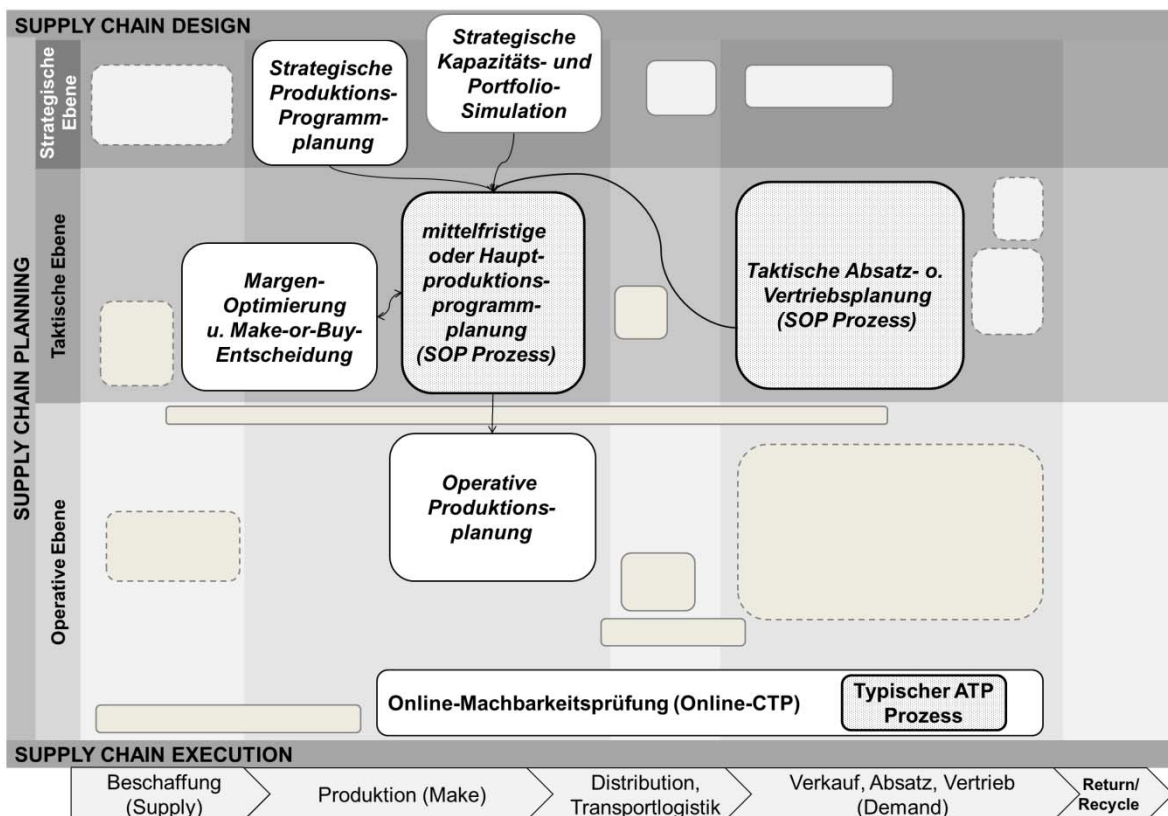 SUPPLY CHAIN DESIGN
SUPPLY CHAIN PLANNING
Strategische
Ebene
Strategische
Produktions-
Programm-
planung
Strategische
Kapazitäts- und
Portfolio-
Simulation
Taktische Ebene
Margen-
Optimierung
u. Make-or-Buy-
Entscheidung
mittelfristige
oder Haupt-
produktions-
programm-
planung
(SOP Prozess)
Taktische Absatz- o.
Vertriebsplanung
(SOP Prozess)
Operative Ebene
Operative
Produktions-
planung
Online-Machbarkeitsprüfung (Online-CTP)
Typischer ATP
Prozess
SUPPLY CHAIN EXECUTION
Beschaffung
(Supply)
Produktion (Make)
Distribution,
Transportlogistik
Verkauf, Absatz, Vertrieb
(Demand)
Return/
Recycle